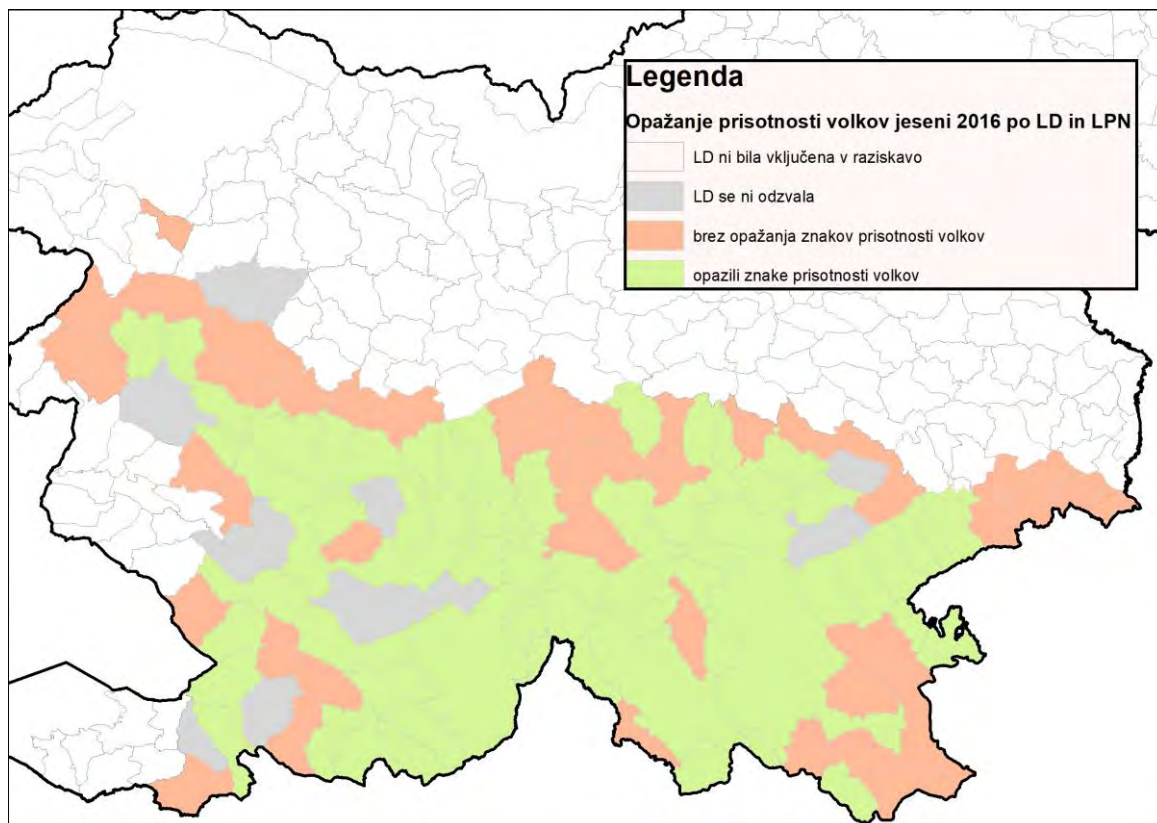 Legenda
Opažanje prisotnosti volkov jeseni 2016 po LD in LPN
LD ni bila vključena v raziskavo
LD se ni odzvala
brez opažanja znakov prisotnosti volkov
opazili znake prisotnosti volkov